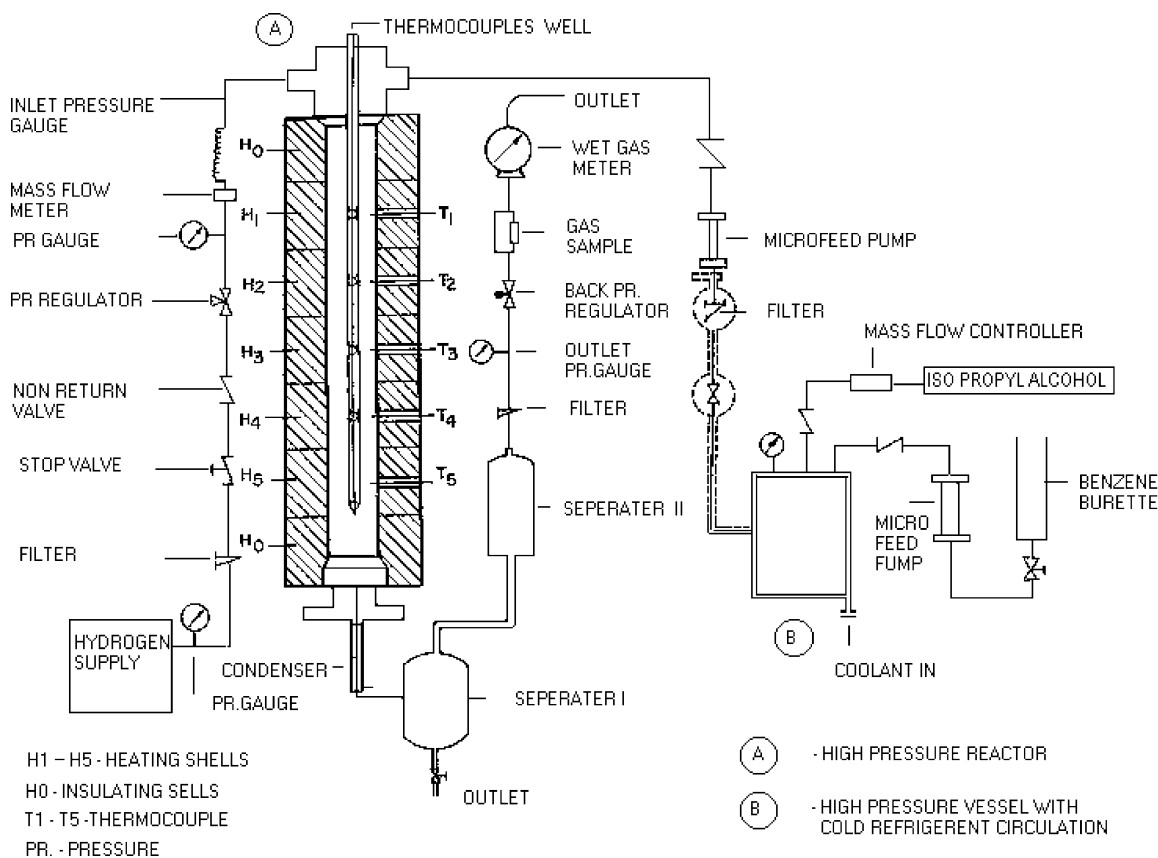 A
THERMOCOUPLES WELL
INLET PRESSURE
GAUGE
MASS FLOW
METER
PR GAUGE
PR REGULATOR
NON RETURN
VALVE
STOP VALVE
FILTER
HYDROGEN
SUPPLY
PR.GAUGE
CONDENSER
H0
H1
H2
H3
H4
H5
H0
T1
T2
T3
T4
T5
OUTLET
WET GAS
METER
GAS
SAMPLE
BACK PR.
REGULATOR
OUTLET
PR.GAUGE
FILTER
SEPERATER II
SEPERATER I
OUTLET
MICROFEED PUMP
FILTER
MASS FLOW CONTROLLER
ISO PROPYL ALCOHOL
MICRO
FEED
FUMP
BENZENE
BURETTE
B
COOLANT IN
H1 – H5 - HEATING SHELLS
H0 - INSULATING SELLS
T1 - T5 -THERMOCOUPLE
PR. - PRESSURE
A - HIGH PRESSURE REACTOR
B - HIGH PRESSURE VESSEL WITH
COLD REFRIGERENT CIRCULATION